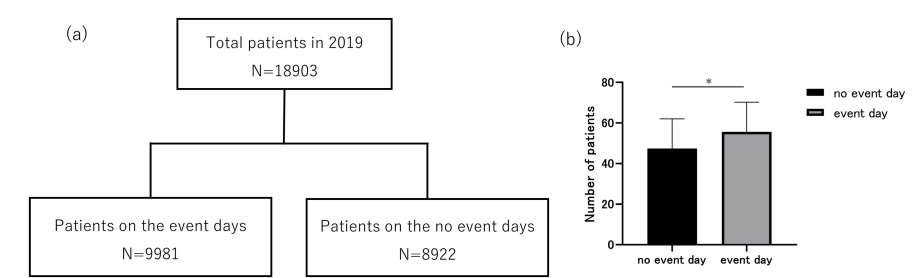 (a)
Total patients in 2019
N=18903
Patients on the event days
N=9981
Patients on the no event days
N=8922
(b)
*
80
60
40
20
0
Number of patients
no event day
event day
no event day
event day